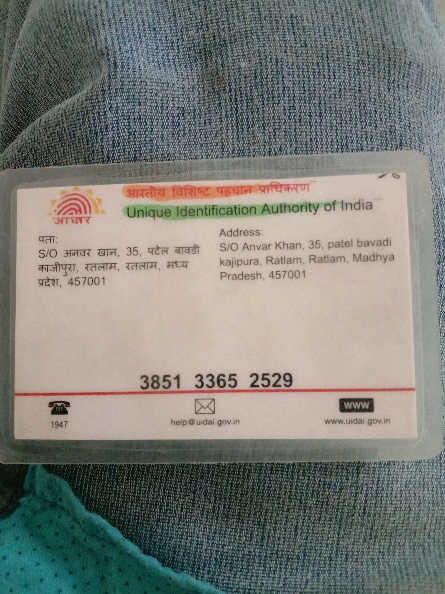 भारतीय विशिष्ट पहचान प्राधिकरण
Unique Identification Authority of India
आधार
पता:
S/O अनवर खान, 35, पटेल बावडी
काजीपुरा, रतलाम, रतलाम, मध्य
प्रदेश, 457001
Address:
S/O Anvar Khan, 35, patel bavadi
kajipura, Ratlam, Ratlam, Madhya
Pradesh, 457001
3851 3365 2529
1947
help@uidai.gov.in
WWW
www.uidai.gov.in